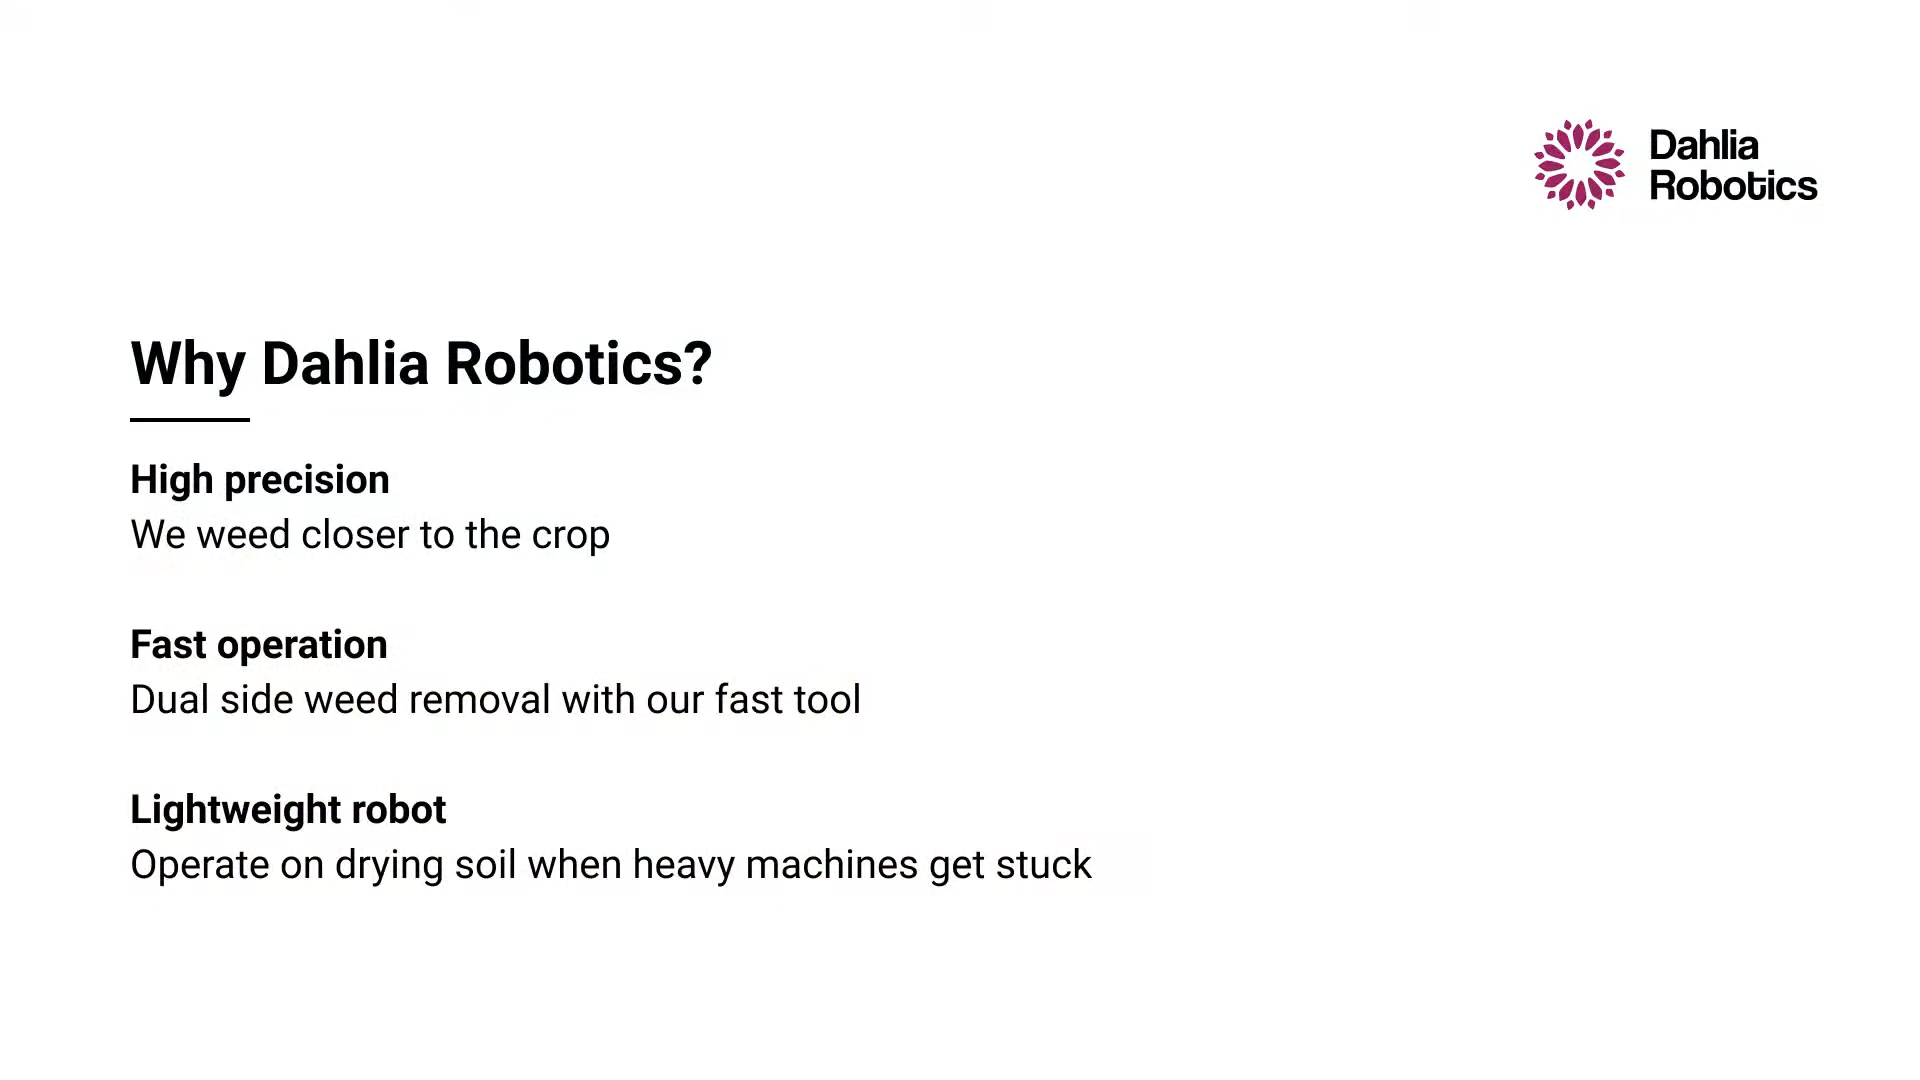 Dahlia
Robotics
Why Dahlia Robotics?
High precision
We weed closer to the crop
Fast operation
Dual side weed removal with our fast tool
Lightweight robot
Operate on drying soil when heavy machines get stuck